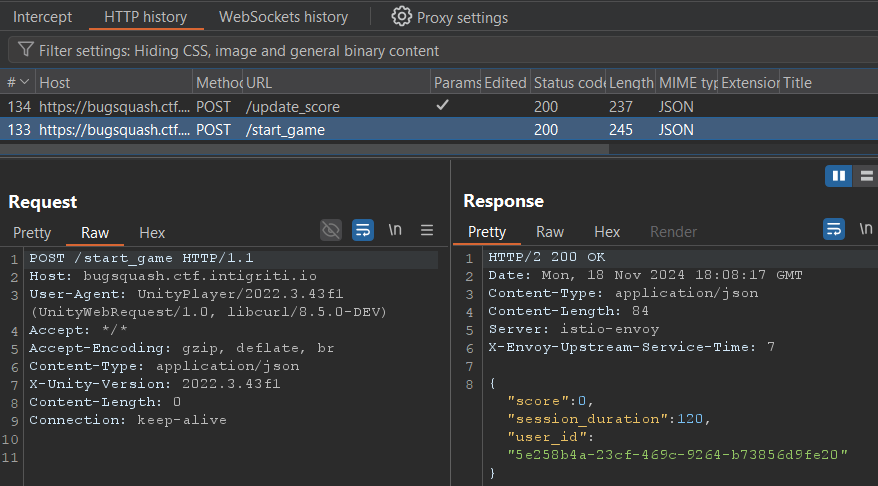 Intercept HTTP history WebSockets history Proxy settings
Filter settings: Hiding CSS, image and general binary content
# Host Method URL Params Edited Status code Length MIME typ Extension Title
134 https://bugsquash.ctf.... POST /update_score ✓ 200 237 JSON
133 https://bugsquash.ctf.... POST /start_game 200 245 JSON
Request
Pretty Raw Hex \n
1 POST /start_game HTTP/1.1
2 Host: bugsquash.ctf.intigriti.io
3 User-Agent: UnityPlayer/2022.3.43f1
(UnityWebRequest/1.0, libcurl/8.5.0-DEV)
4 Accept: */*
5 Accept-Encoding: gzip, deflate, br
6 Content-Type: application/json
7 X-Unity-Version: 2022.3.43f1
8 Content-Length: 0
9 Connection: keep-alive
10
11
Response
Pretty Raw Hex Render \n
1 HTTP/2 200 OK
2 Date: Mon, 18 Nov 2024 18:08:17 GMT
3 Content-Type: application/json
4 Content-Length: 84
5 Server: istio-envoy
6 X-Envoy-Upstream-Service-Time: 7
7
8 {
"score":0,
"session_duration":120,
"user_id":
"5e258b4a-23cf-469c-9264-b73856d9fe20"
}